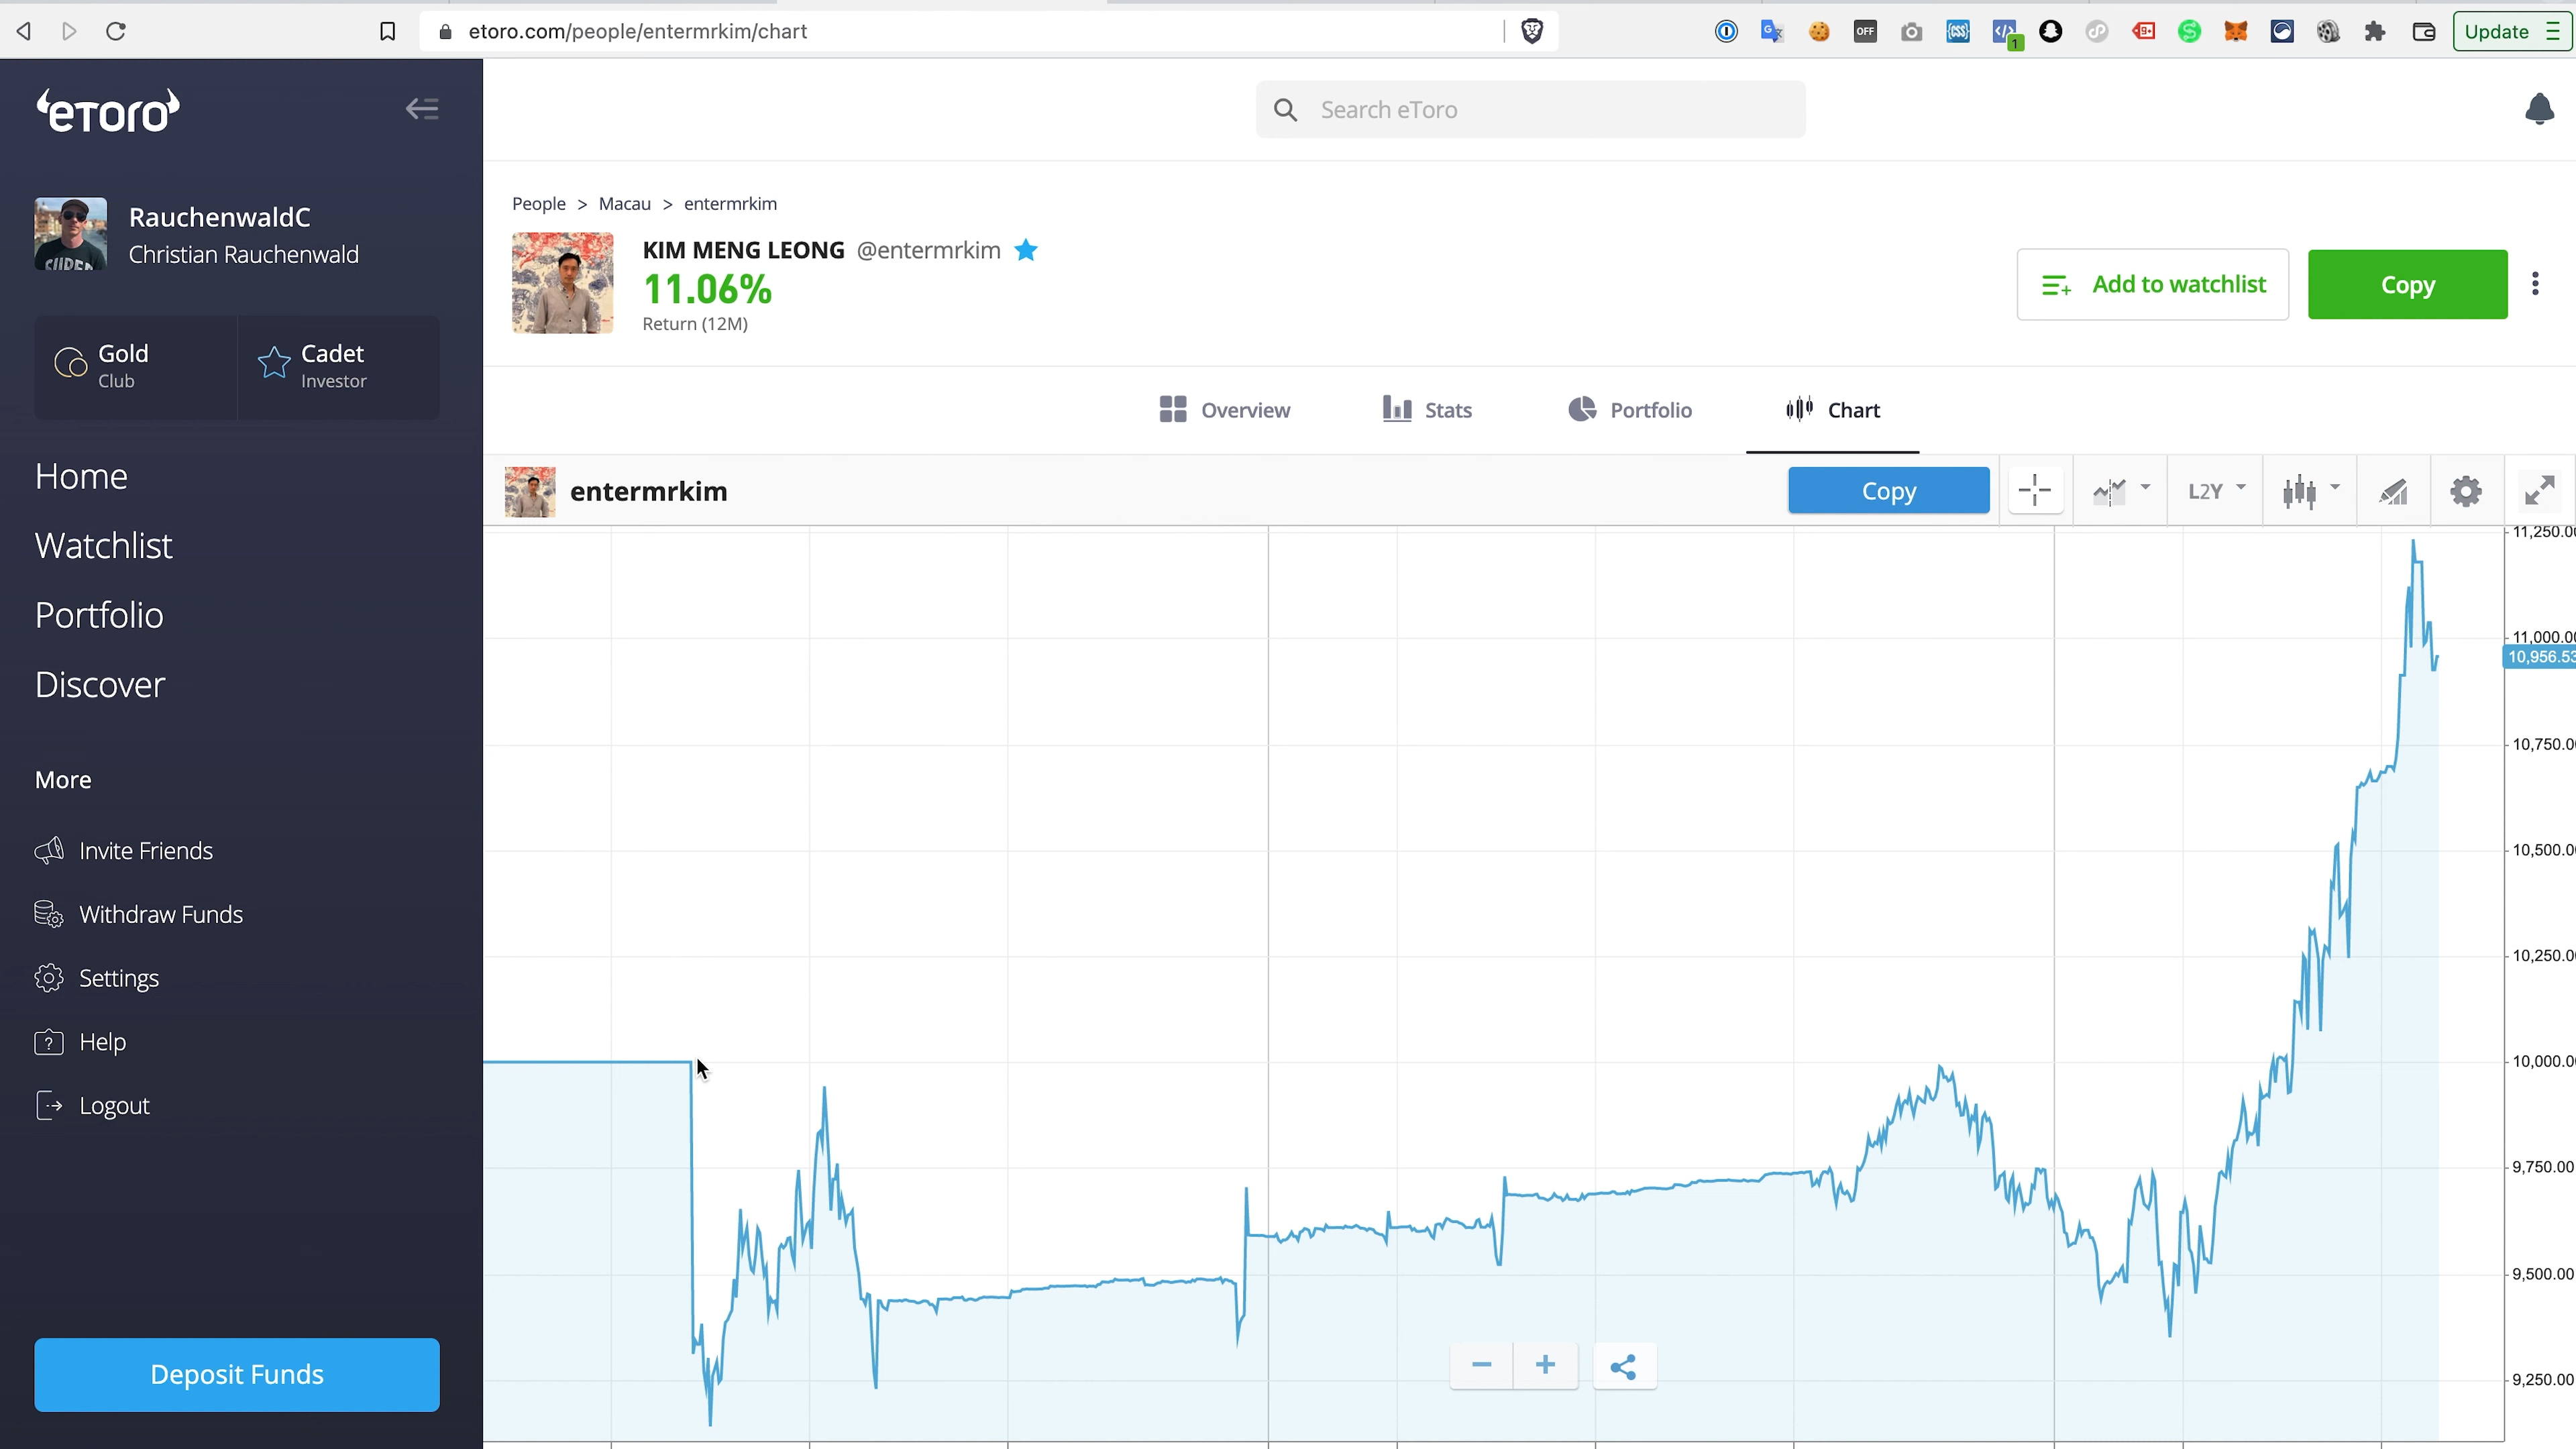 etoro.com/people/entermrkim/chart
OFF
1
Update
eToro
Search eToro
RauchenwaldC
Christian Rauchenwald
Gold
Club
Cadet
Investor
People > Macau > entermrkim
KIM MENG LEONG @entermrkim
11.06%
Return (12M)
Add to watchlist
Copy
Overview
Stats
Portfolio
Chart
Home
Watchlist
Portfolio
Discover
More
Invite Friends
Withdraw Funds
Settings
Help
Logout
Deposit Funds
entermrkim
Copy
L2Y
11,250.0
11,000.0
10,956.53
10,750.0
10,500.0
10,250.0
10,000.0
9,750.00
9,500.00
9,250.00